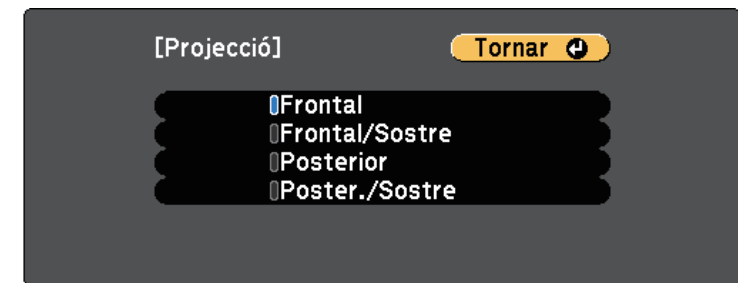 [Projecció] Tornar
Frontal
Frontal/Sostre
Posterior
Poster./Sostre